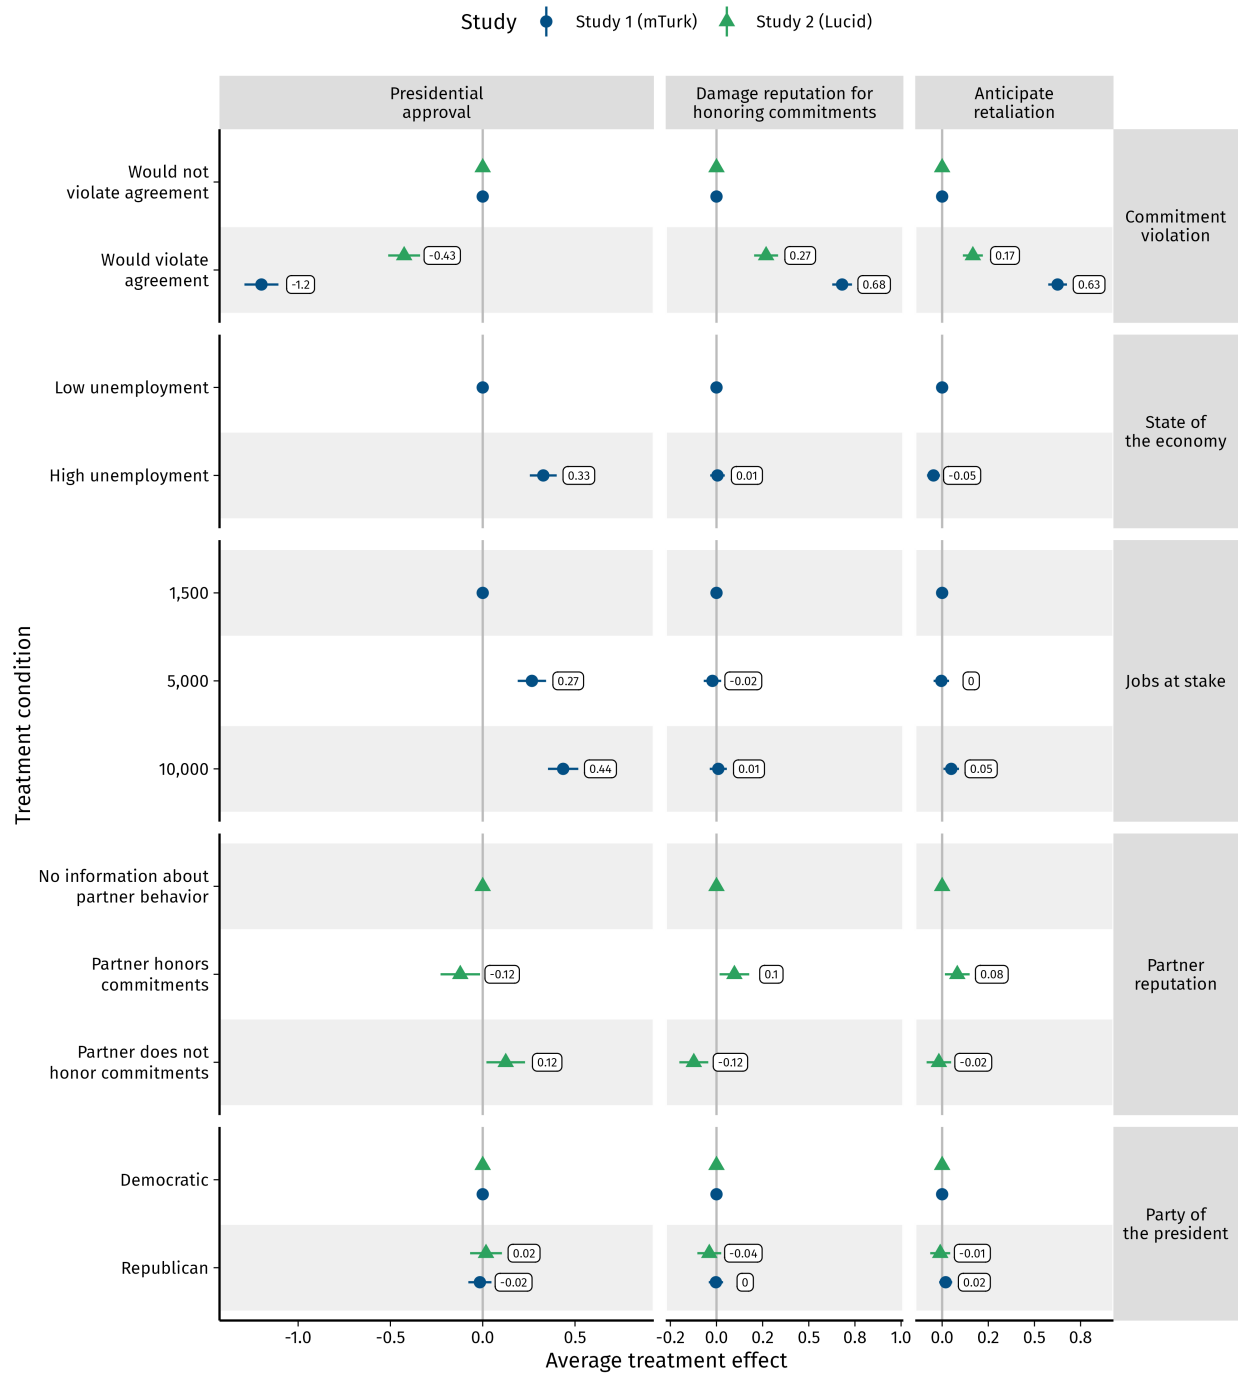 Study Study 1 (mTurk) Study 2 (Lucid)
Presidential
approval
Damage reputation for
honoring commitments
Anticipate
retaliation
Treatment condition
Would not
violate agreement
Would violate
agreement
-0.43
-1.2
0.27
0.68
0.17
0.63
Commitment
violation
Low unemployment
High unemployment
0.33
0.01
-0.05
State of
the economy
1,500
5,000
0.27
-0.02
0
10,000
0.44
0.01
0.05
Jobs at stake
No information about
partner behavior
Partner honors
commitments
-0.12
0.1
0.08
Partner does not
honor commitments
0.12
-0.12
-0.02
Partner
reputation
Democratic
Republican
0.02
-0.02
-0.04
0
-0.01
0.02
Party of
the president
-1.0 -0.5 0.0 0.5
-0.2 0.0 0.2 0.5 0.8 1.0
0.0 0.2 0.5 0.8
Average treatment effect